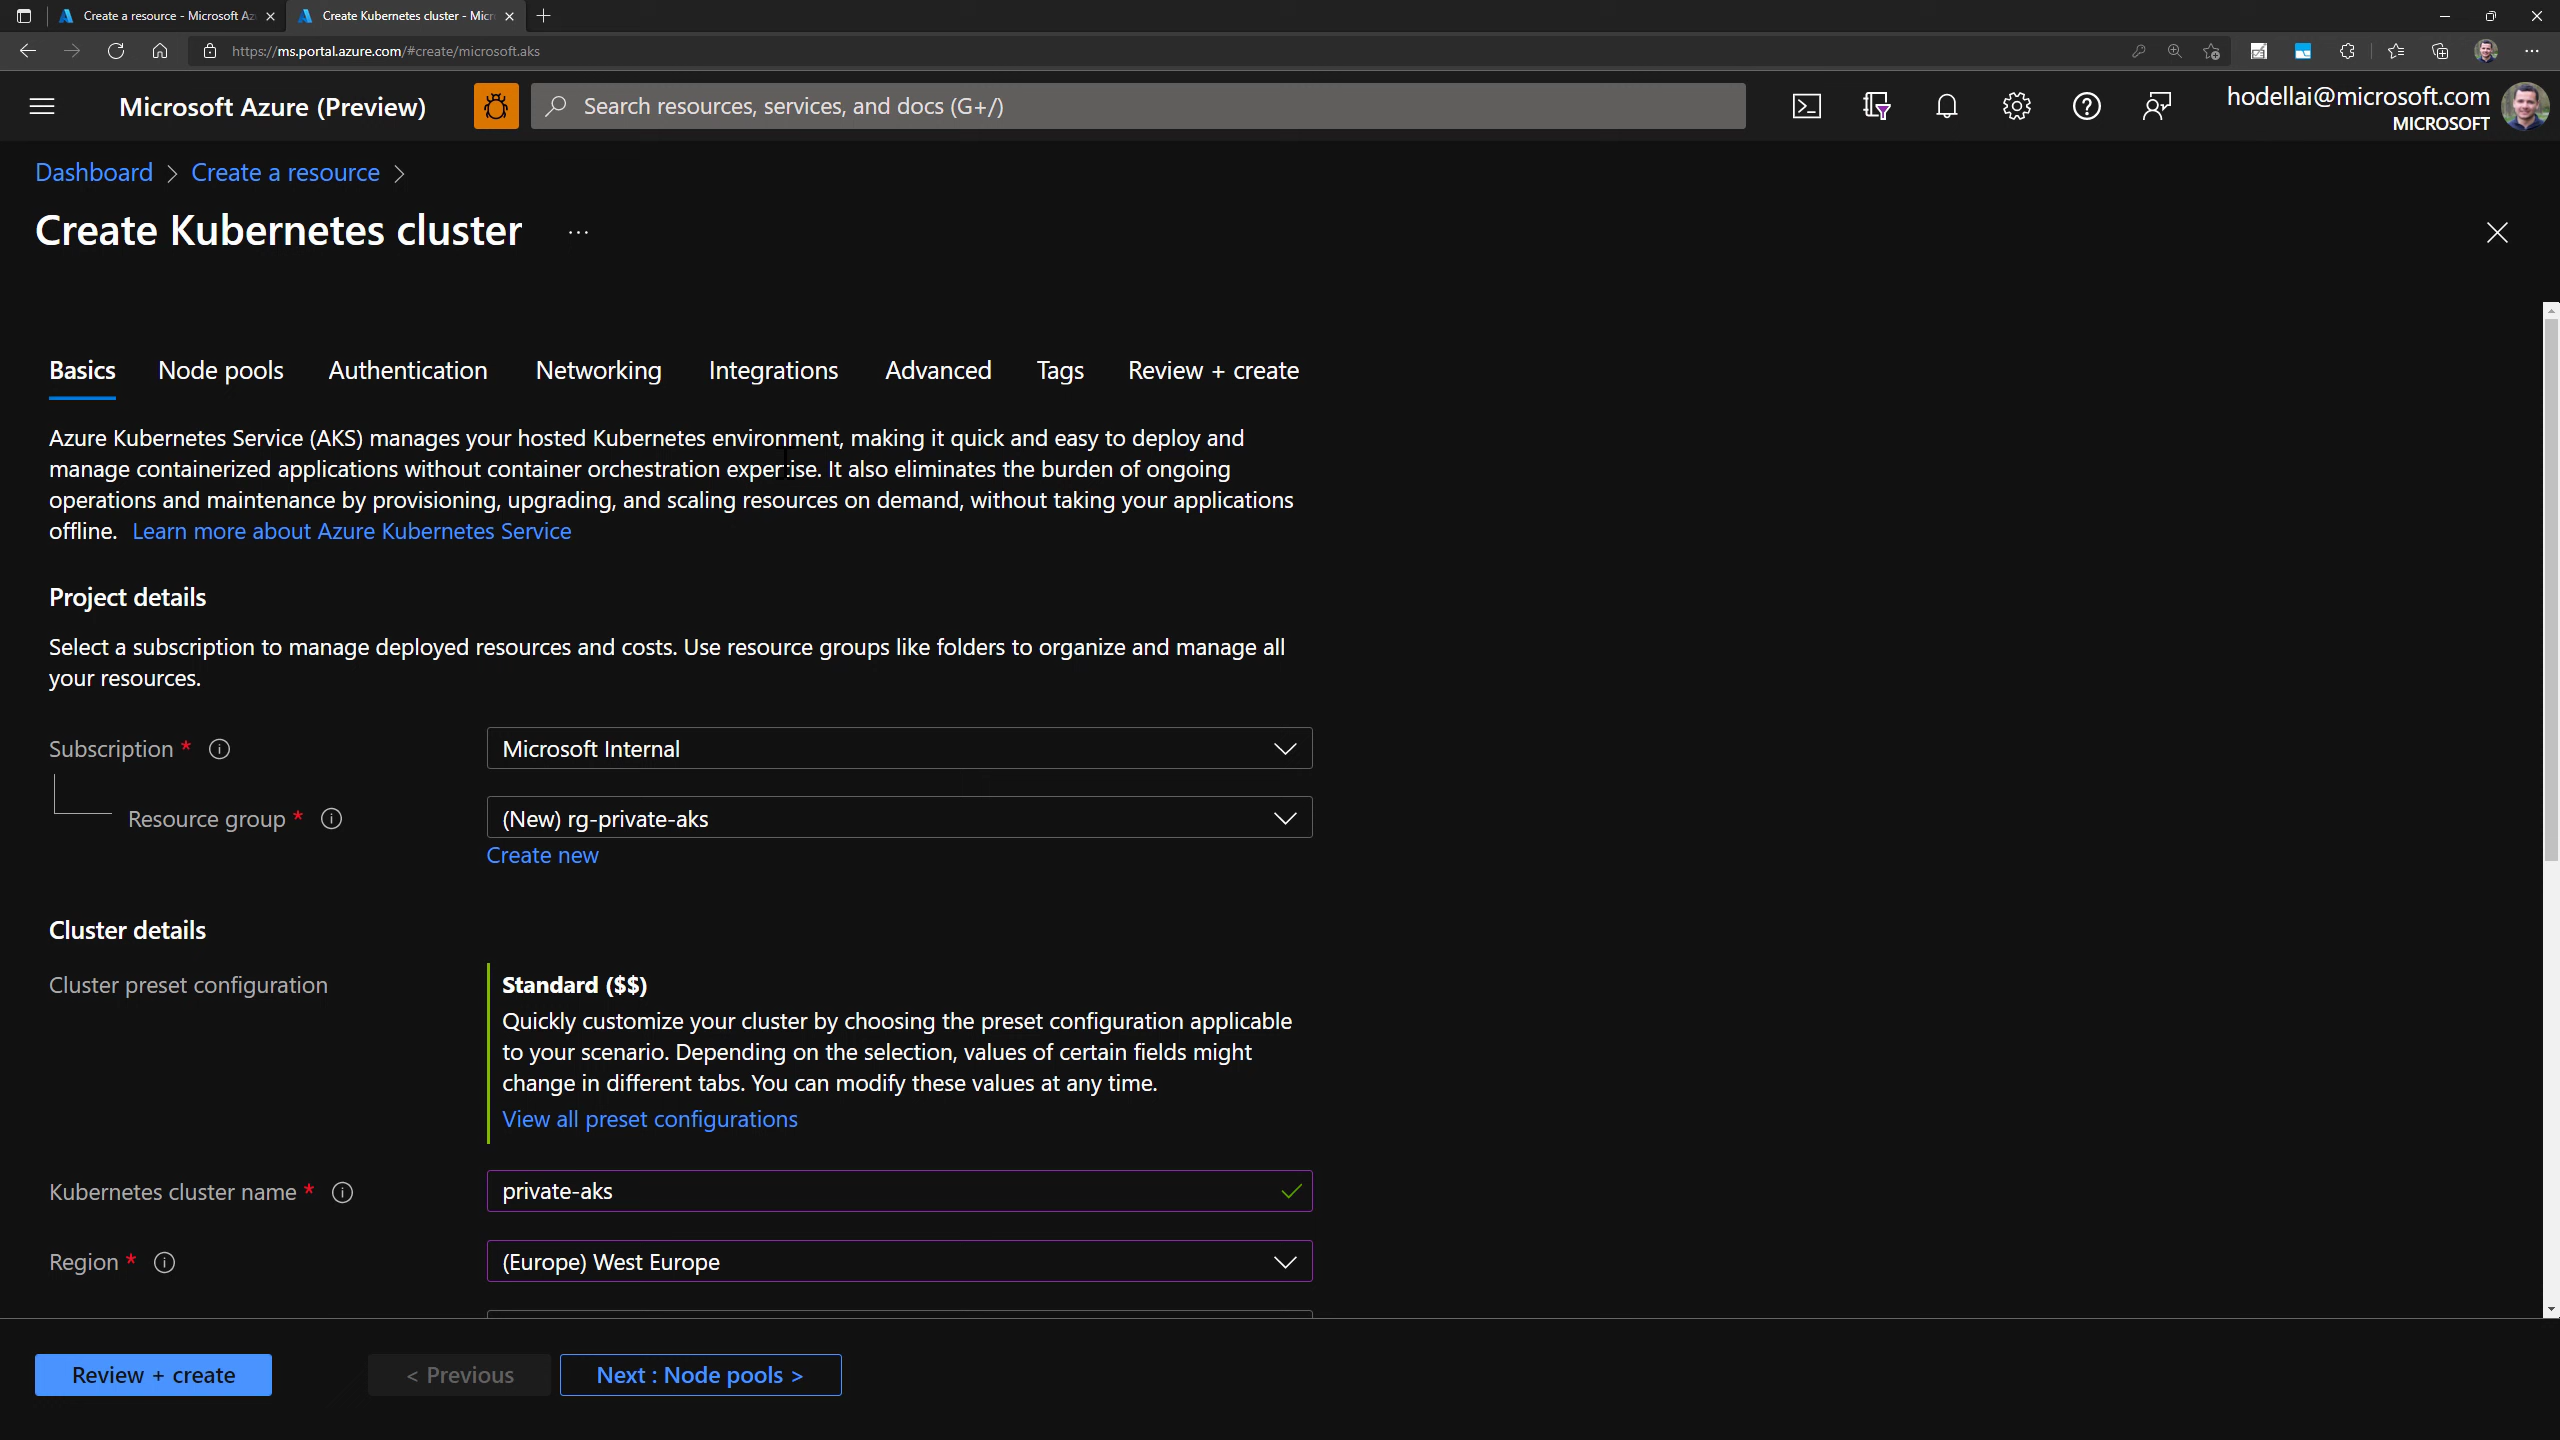 Create a resource - Microsoft Az
Create Kubernetes cluster - Micr
https://ms.portal.azure.com/#create/microsoft.aks
Microsoft Azure (Preview)
Search resources, services, and docs (G+/)
hodellai@microsoft.com
MICROSOFT
Dashboard > Create a resource >
Create Kubernetes cluster ...
Basics Node pools Authentication Networking Integrations Advanced Tags Review + create
Azure Kubernetes Service (AKS) manages your hosted Kubernetes environment, making it quick and easy to deploy and
manage containerized applications without container orchestration expertise. It also eliminates the burden of ongoing
operations and maintenance by provisioning, upgrading, and scaling resources on demand, without taking your applications
offline. Learn more about Azure Kubernetes Service
Project details
Select a subscription to manage deployed resources and costs. Use resource groups like folders to organize and manage all
your resources.
Subscription *
Microsoft Internal
Resource group *
(New) rg-private-aks
Create new
Cluster details
Cluster preset configuration
Standard ($$)
Quickly customize your cluster by choosing the preset configuration applicable
to your scenario. Depending on the selection, values of certain fields might
change in different tabs. You can modify these values at any time.
View all preset configurations
Kubernetes cluster name *
private-aks
Region *
(Europe) West Europe
Review + create
< Previous
Next : Node pools >